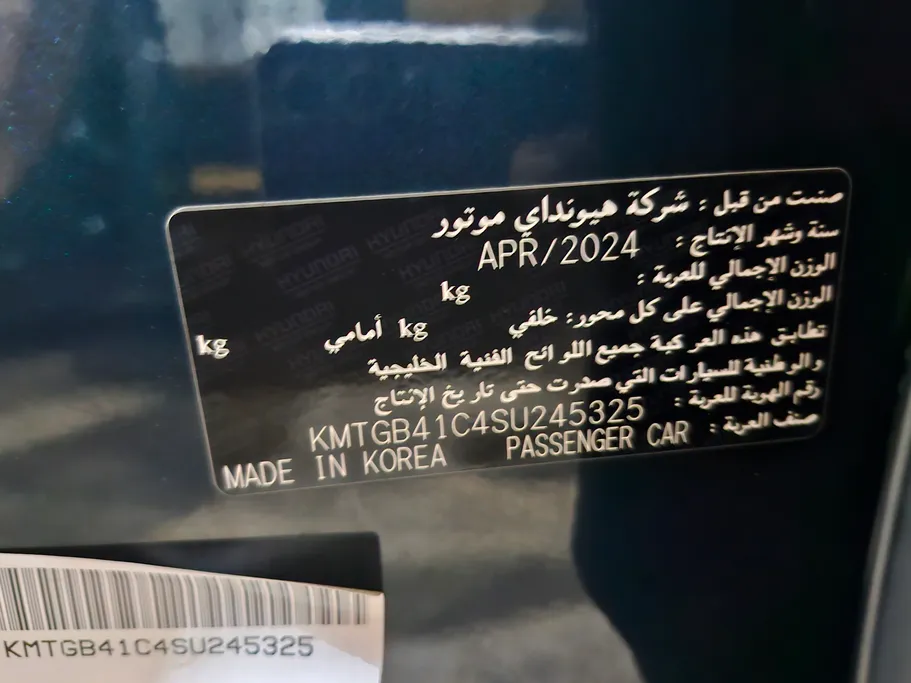 صنعت من قبل : شركة هيونداي موتور
سنة وشهر الإنتاج : APR/2024
الوزن الإجمالي للعربة : kg
الوزن الإجمالي على كل محور: خلفي kg أمامي kg
تطابق هذه المركبة جميع اللوائح الفنية الخليجية
والوطنية للسيارات التي صدرت حتى تاريخ الإنتاج
رقم الهوية للعربة : KMTGB41C4SU245325
صنف العربة : PASSENGER CAR MADE IN KOREA
KMTGB41C4SU245325